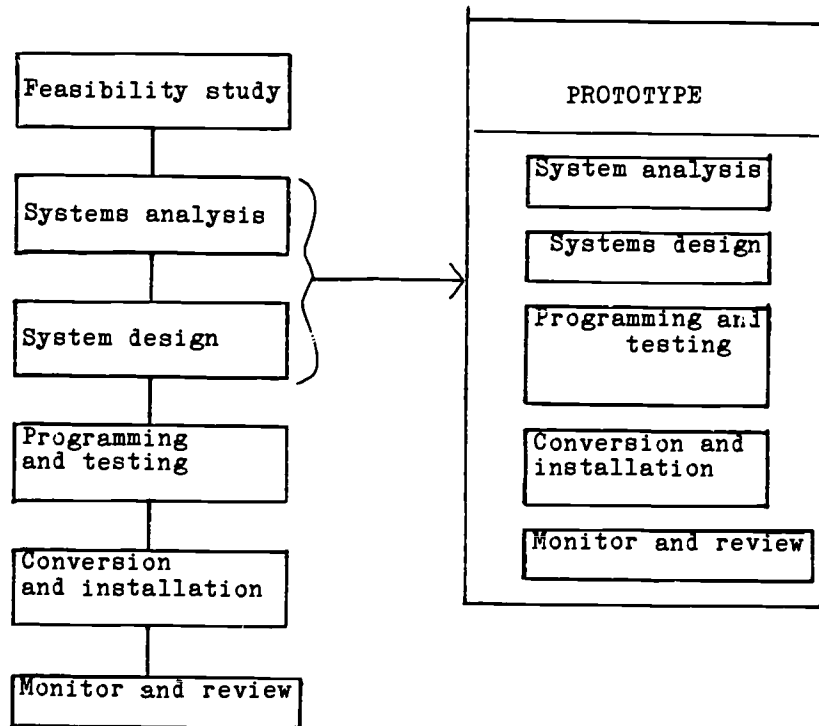 Feasibility study
Systems analysis
System design
Programming
and testing
Conversion
and installation
Monitor and review
PROTOTYPE
System analysis
Systems design
Programming and
testing
Conversion and
installation
Monitor and review